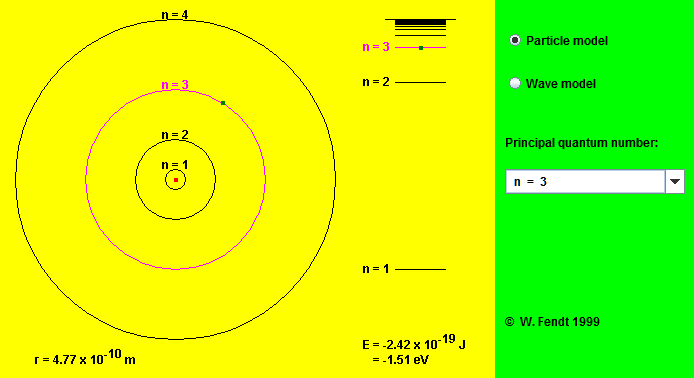 n = 4
n = 3
n = 2
n = 1
r = 4.77 x 10⁻¹⁰ m
n = 3
n = 2
n = 1
E = -2.42 x 10⁻¹⁹ J
= -1.51 eV
Particle model
Wave model
Principal quantum number:
n = 3
© W. Fendt 1999